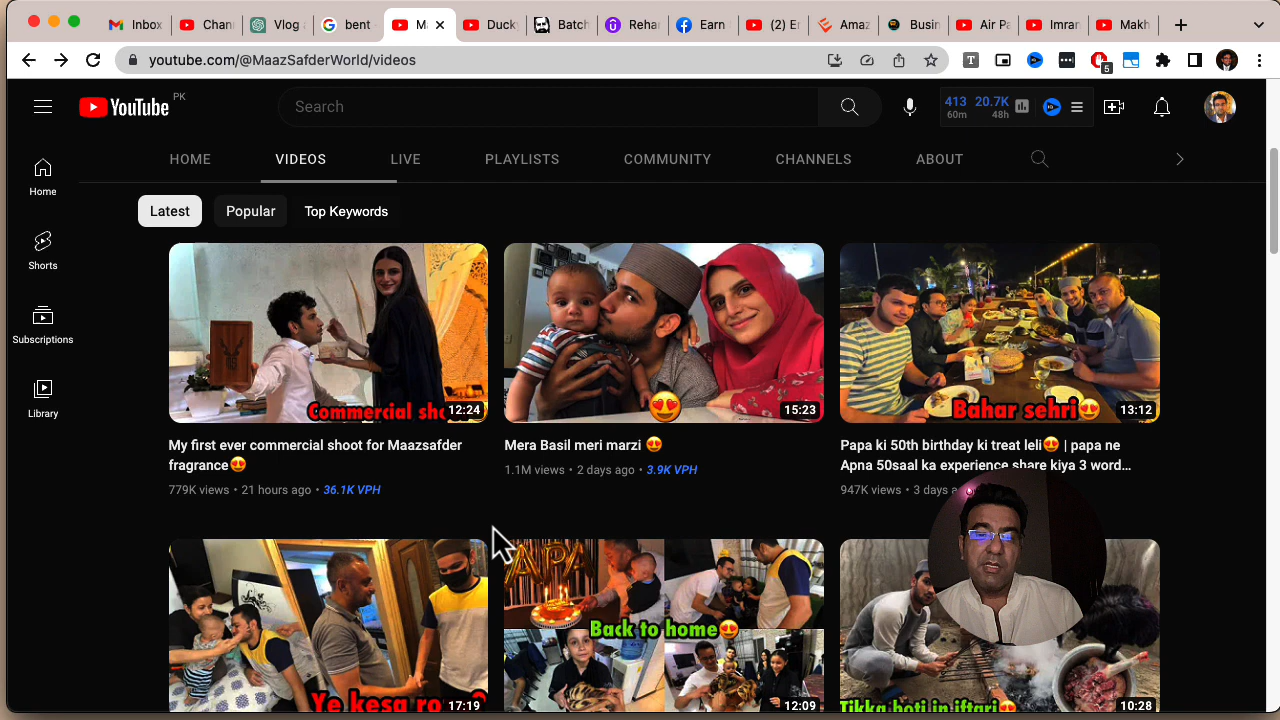 Inbox
Chan
Vlog
bent
Ma
Ducky
Batch
Rehar
Earn
(2) E
Amaz
Busin
Air Pa
Imran
Makh
youtube.com/@MaazSafderWorld/videos
T
5
YouTube PK
Search
413 20.7K
60m 48h
HOME VIDEOS LIVE PLAYLISTS COMMUNITY CHANNELS ABOUT
Home
Shorts
Subscriptions
Library
Latest Popular Top Keywords
Commercial sho
12:24
My first ever commercial shoot for Maazsafder
fragrance😍
779K views • 21 hours ago • 36.1K VPH
15:23
Mera Basil meri marzi 😍
1.1M views • 2 days ago • 3.9K VPH
Bahar sehri😍
13:12
Papa ki 50th birthday ki treat leli😍 | papa ne
Apna 50saal ka experience share kiya 3 word...
947K views • 3 days a
Ye kesa ro
17:19
APA
Back to home😍
12:09
Tikka boti in iftari😍
10:28